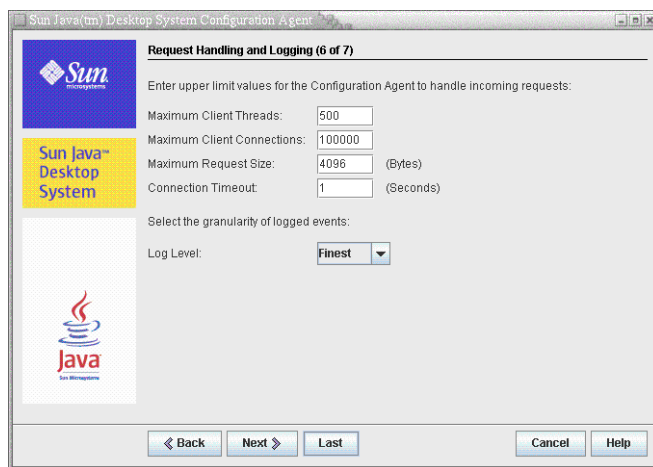 Sun Java(tm) Desktop System Configuration Agent
Sun
microsystems
Sun Java™
Desktop
System
Java
Sun Microsystems
Request Handling and Logging (6 of 7)
Enter upper limit values for the Configuration Agent to handle incoming requests:
Maximum Client Threads: 500
Maximum Client Connections: 100000
Maximum Request Size: 4096 (Bytes)
Connection Timeout: 1 (Seconds)
Select the granularity of logged events:
Log Level: Finest
Back Next Last Cancel Help